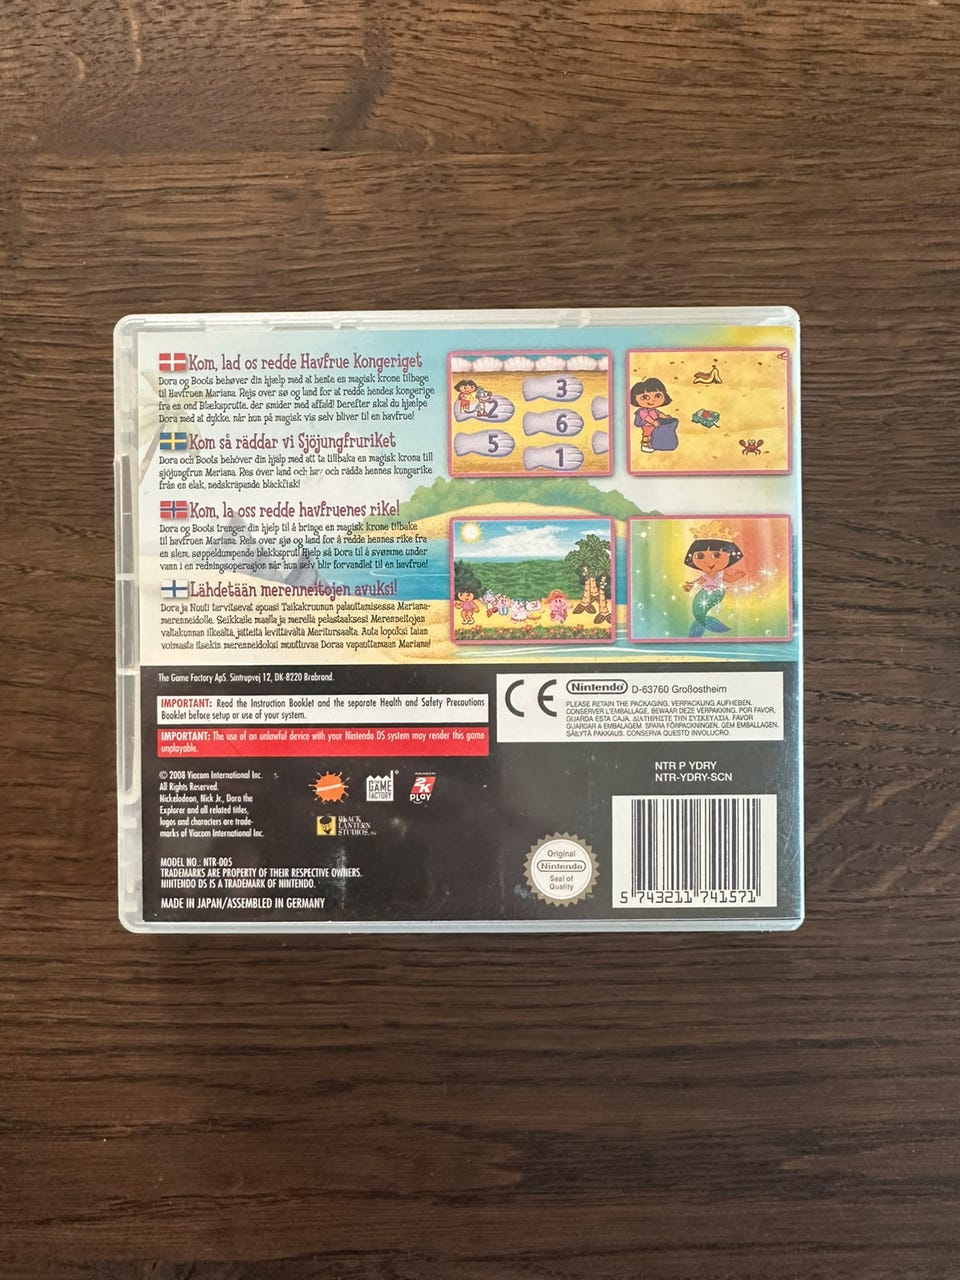 Kom, lad os redde Havfrue Kongeriget
Dora og Boots behøver din hjælp med at hente en magisk krone tilbage
til Havfruen Mariana. Rejs over sø og land for at redde hendes kongerige
fra en ond Blæksprutte, der smider med affald! Derefter skal du hjælpe
Dora med at dykke, når hun på magisk vis selv bliver til en havfrue!
Kom så räddar vi Sjöjungfruriket
Dora och Boots behöver din hjälp med att ta tillbaka en magisk krona till
sjöjungfrun Mariana. Res över land och hav och rädda hennes kungarike
från en elak, nedskräpande bläckfisk!
Kom, la oss redde havfruenes rike!
Dora og Boots trenger din hjelp til å bringe en magisk krone tilbake
til havfruen Mariana. Reis over sjø og land for å redde hennes rike fra
en slem, søppeldumpende blekksprut! Hjelp så Dora til å svømme under
vann i en redningsoperasjon når hun selv blir forvandlet til en havfrue!
Lähdetään merenneitojen avuksi!
Dora ja Nuuti tarvitsevat apuasi Taikakruunun palauttamisessa Mariana-
merenneidolle. Seikkaile maalla ja merellä pelastaaksesi Merenneitojen
valtakunnan ilkeältä, jätteitä levittävältä Meritursaalta. Auta lopuksi taian
voimasta itsekin merenneidoksi muuttuvaa Doraa vapauttamaan Mariana!
3
2
6
5
1
The Game Factory ApS. Sintrupvej 12, DK-8220 Brabrand.
IMPORTANT: Read the Instruction Booklet and the separate Health and Safety Precautions
Booklet before setup or use of your system.
IMPORTANT: The use of an unlawful device with your Nintendo DS system may render this game
unplayable.
CE Nintendo D-63760 Großostheim
PLEASE RETAIN THE PACKAGING. VERPACKUNG AUFHEBEN.
CONSERVER L'EMBALLAGE. BEWAAR DEZE VERPAKKING. POR FAVOR,
GUARDA ESTA CAJA. ΔΙΑΤΗΡΗΣΤΕ ΤΗΝ ΣΥΣΚΕΥΑΣΙΑ. FAVOR
GUARDAR A EMBALAGEM. SPARA FÖRPACKNINGEN. GEM EMBALLAGEN.
SÄILYTÄ PAKKAUS. CONSERVA QUESTO INVOLUCRO.
NTR P YDRY
NTR-YDRY-SCN
© 2008 Viacom International Inc.
All Rights Reserved.
Nickelodeon, Nick Jr., Dora the
Explorer and all related titles,
logos and characters are trade-
marks of Viacom International Inc.
THE GAME FACTORY
2K PLAY
BLACK
LANTERN
STUDIOS, INC
MODEL NO.: NTR-005
TRADEMARKS ARE PROPERTY OF THEIR RESPECTIVE OWNERS.
NINTENDO DS IS A TRADEMARK OF NINTENDO.
MADE IN JAPAN/ASSEMBLED IN GERMANY
Original
Nintendo
Seal of
Quality
TM
5 743211 741571